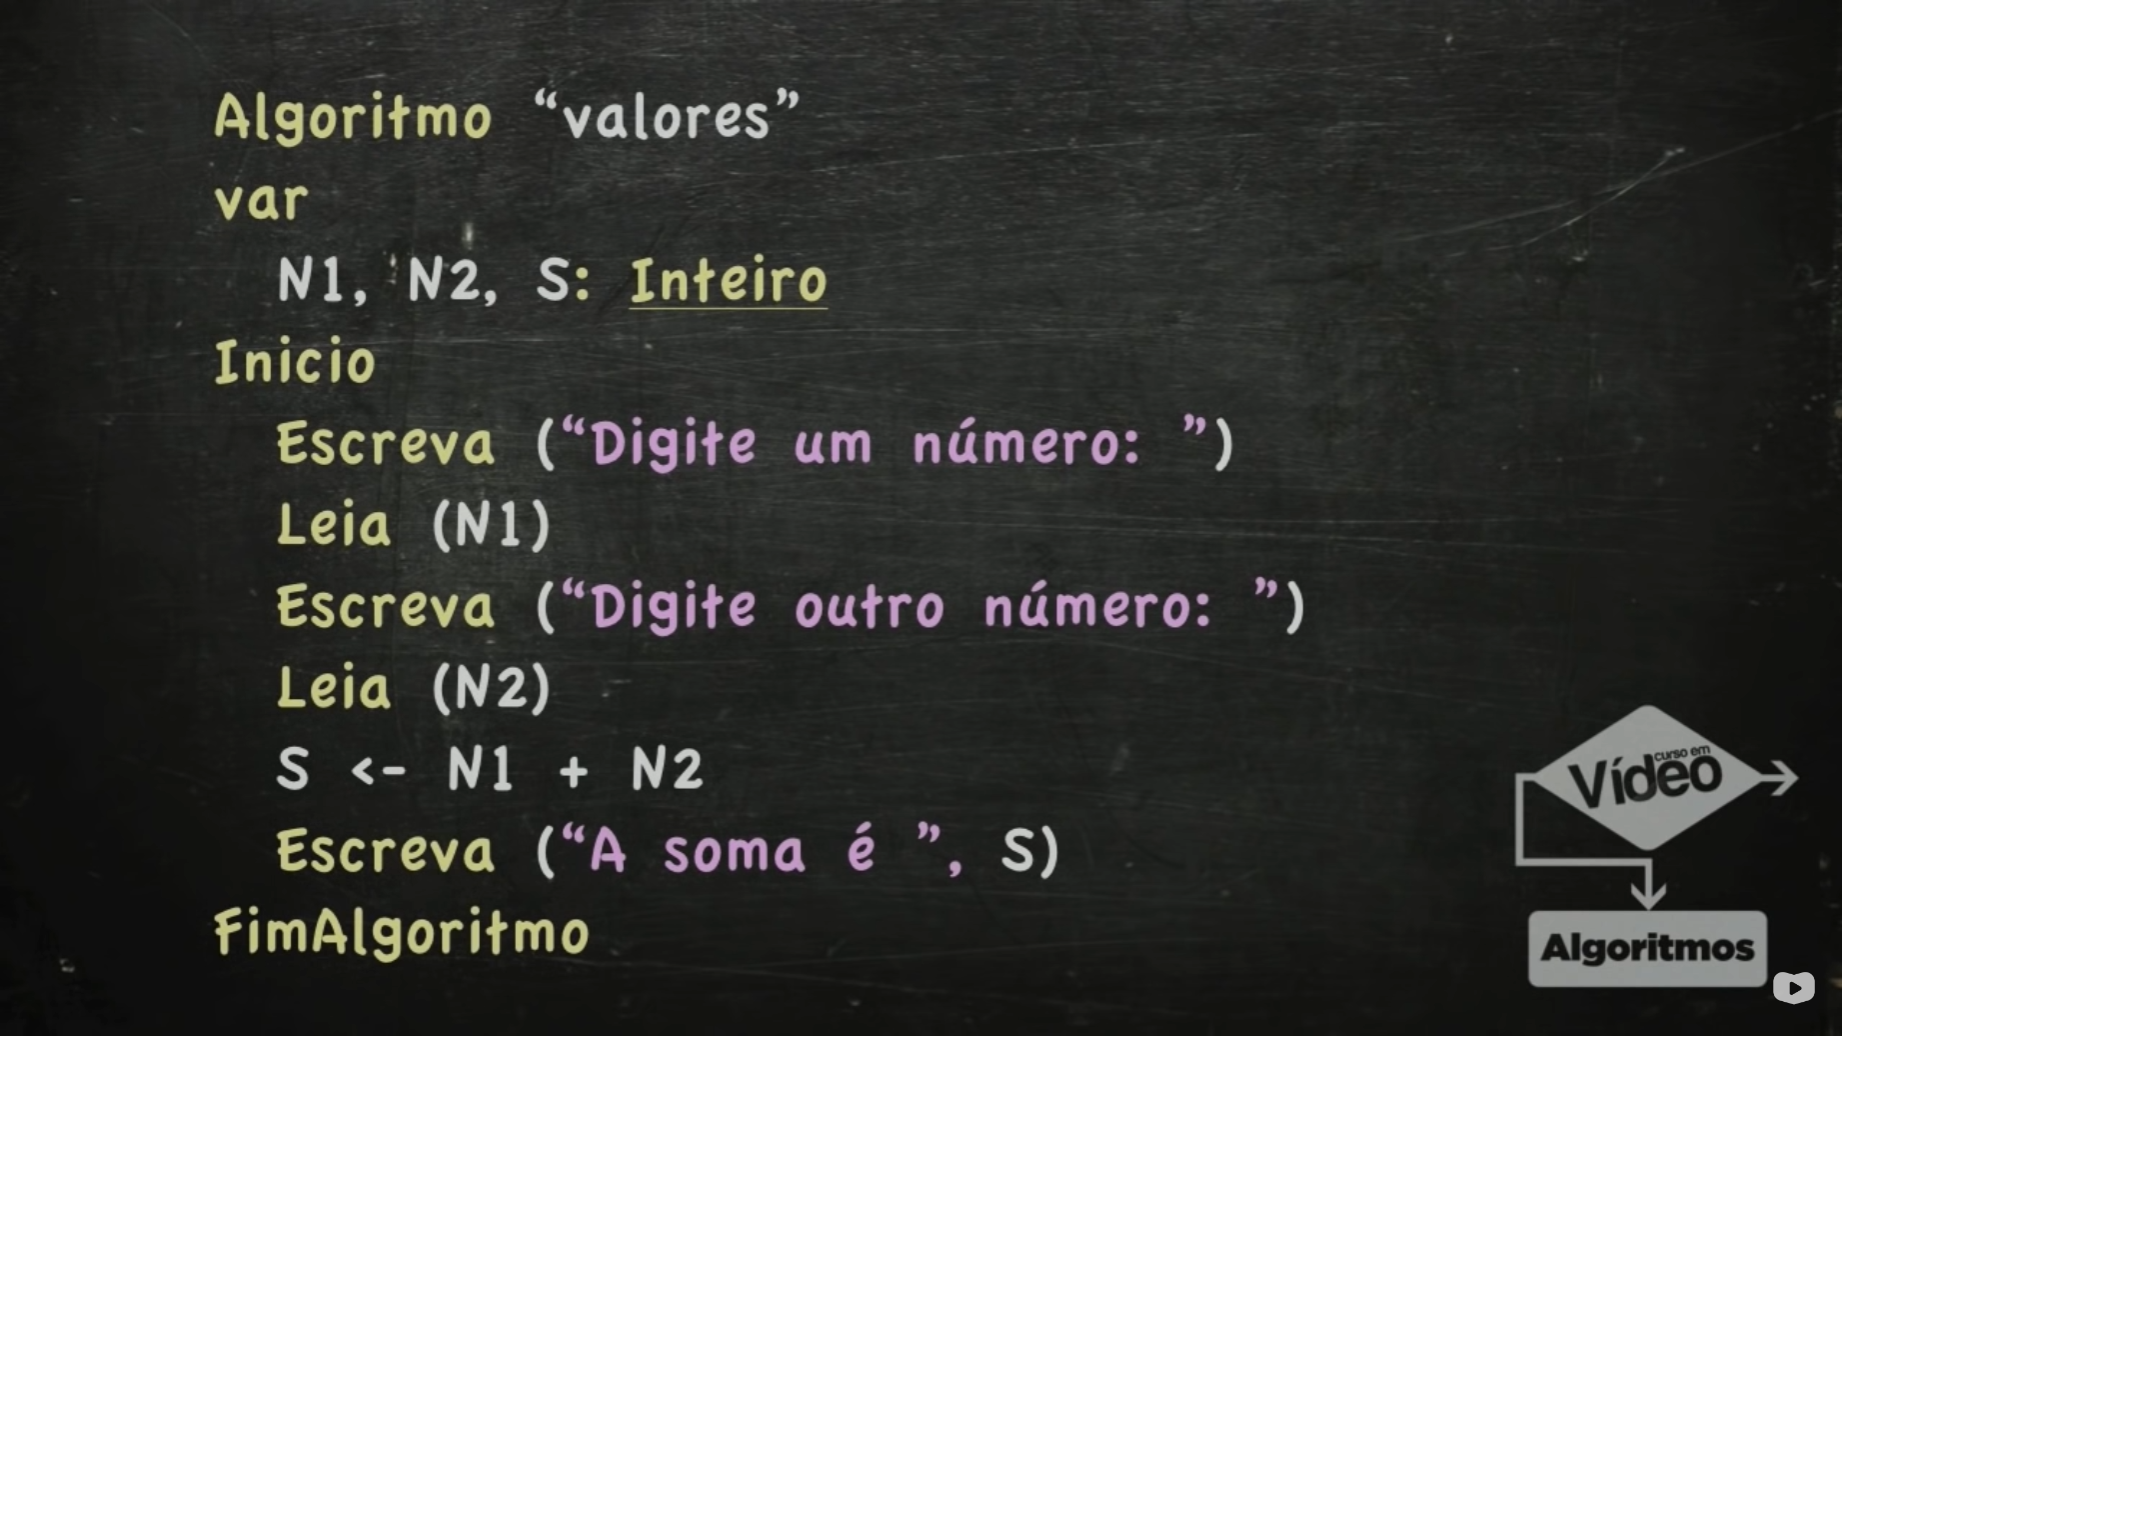 Algoritmo “valores”
var
N1, N2, S: Inteiro
Inicio
Escreva (“Digite um número: ”)
Leia (N1)
Escreva (“Digite outro número: ”)
Leia (N2)
S <- N1 + N2
Escreva (“A soma é ”, S)
FimAlgoritmo
curso em
Vídeo
Algoritmos